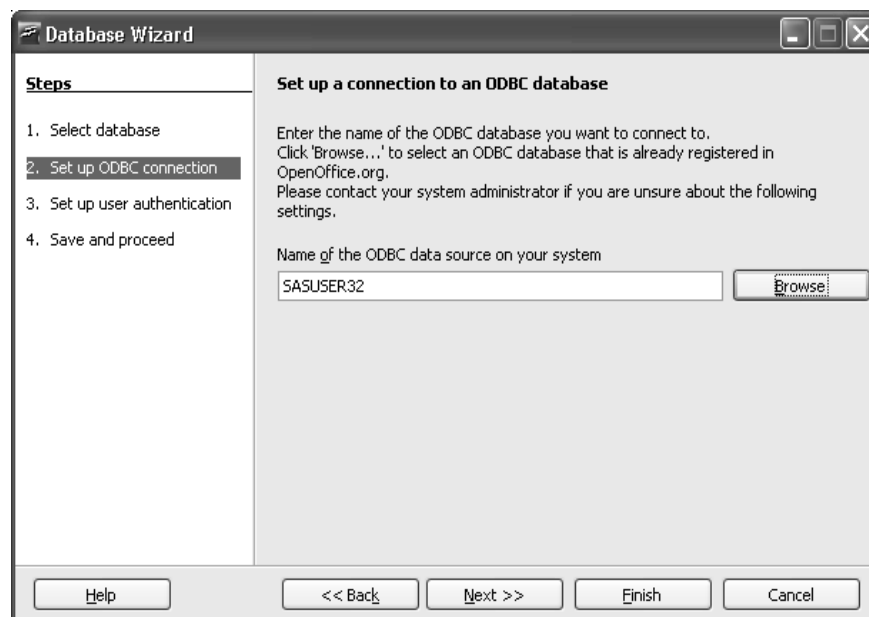 Database Wizard
Steps
1. Select database
2. Set up ODBC connection
3. Set up user authentication
4. Save and proceed
Set up a connection to an ODBC database
Enter the name of the ODBC database you want to connect to.
Click 'Browse...' to select an ODBC database that is already registered in
OpenOffice.org.
Please contact your system administrator if you are unsure about the following
settings.
Name of the ODBC data source on your system
SASUSER32
Browse
Help
<< Back
Next >>
Finish
Cancel